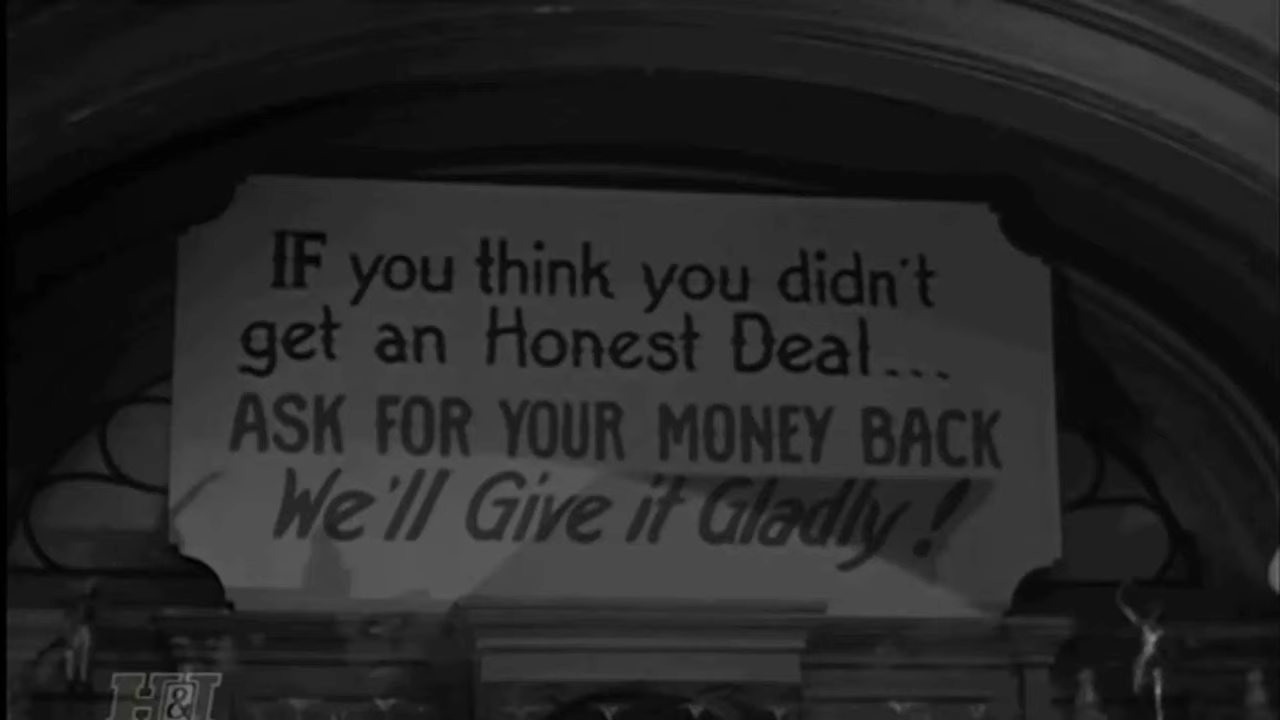 IF you think you didn't
get an Honest Deal...
ASK FOR YOUR MONEY BACK
We'll Give it Gladly!
H&I